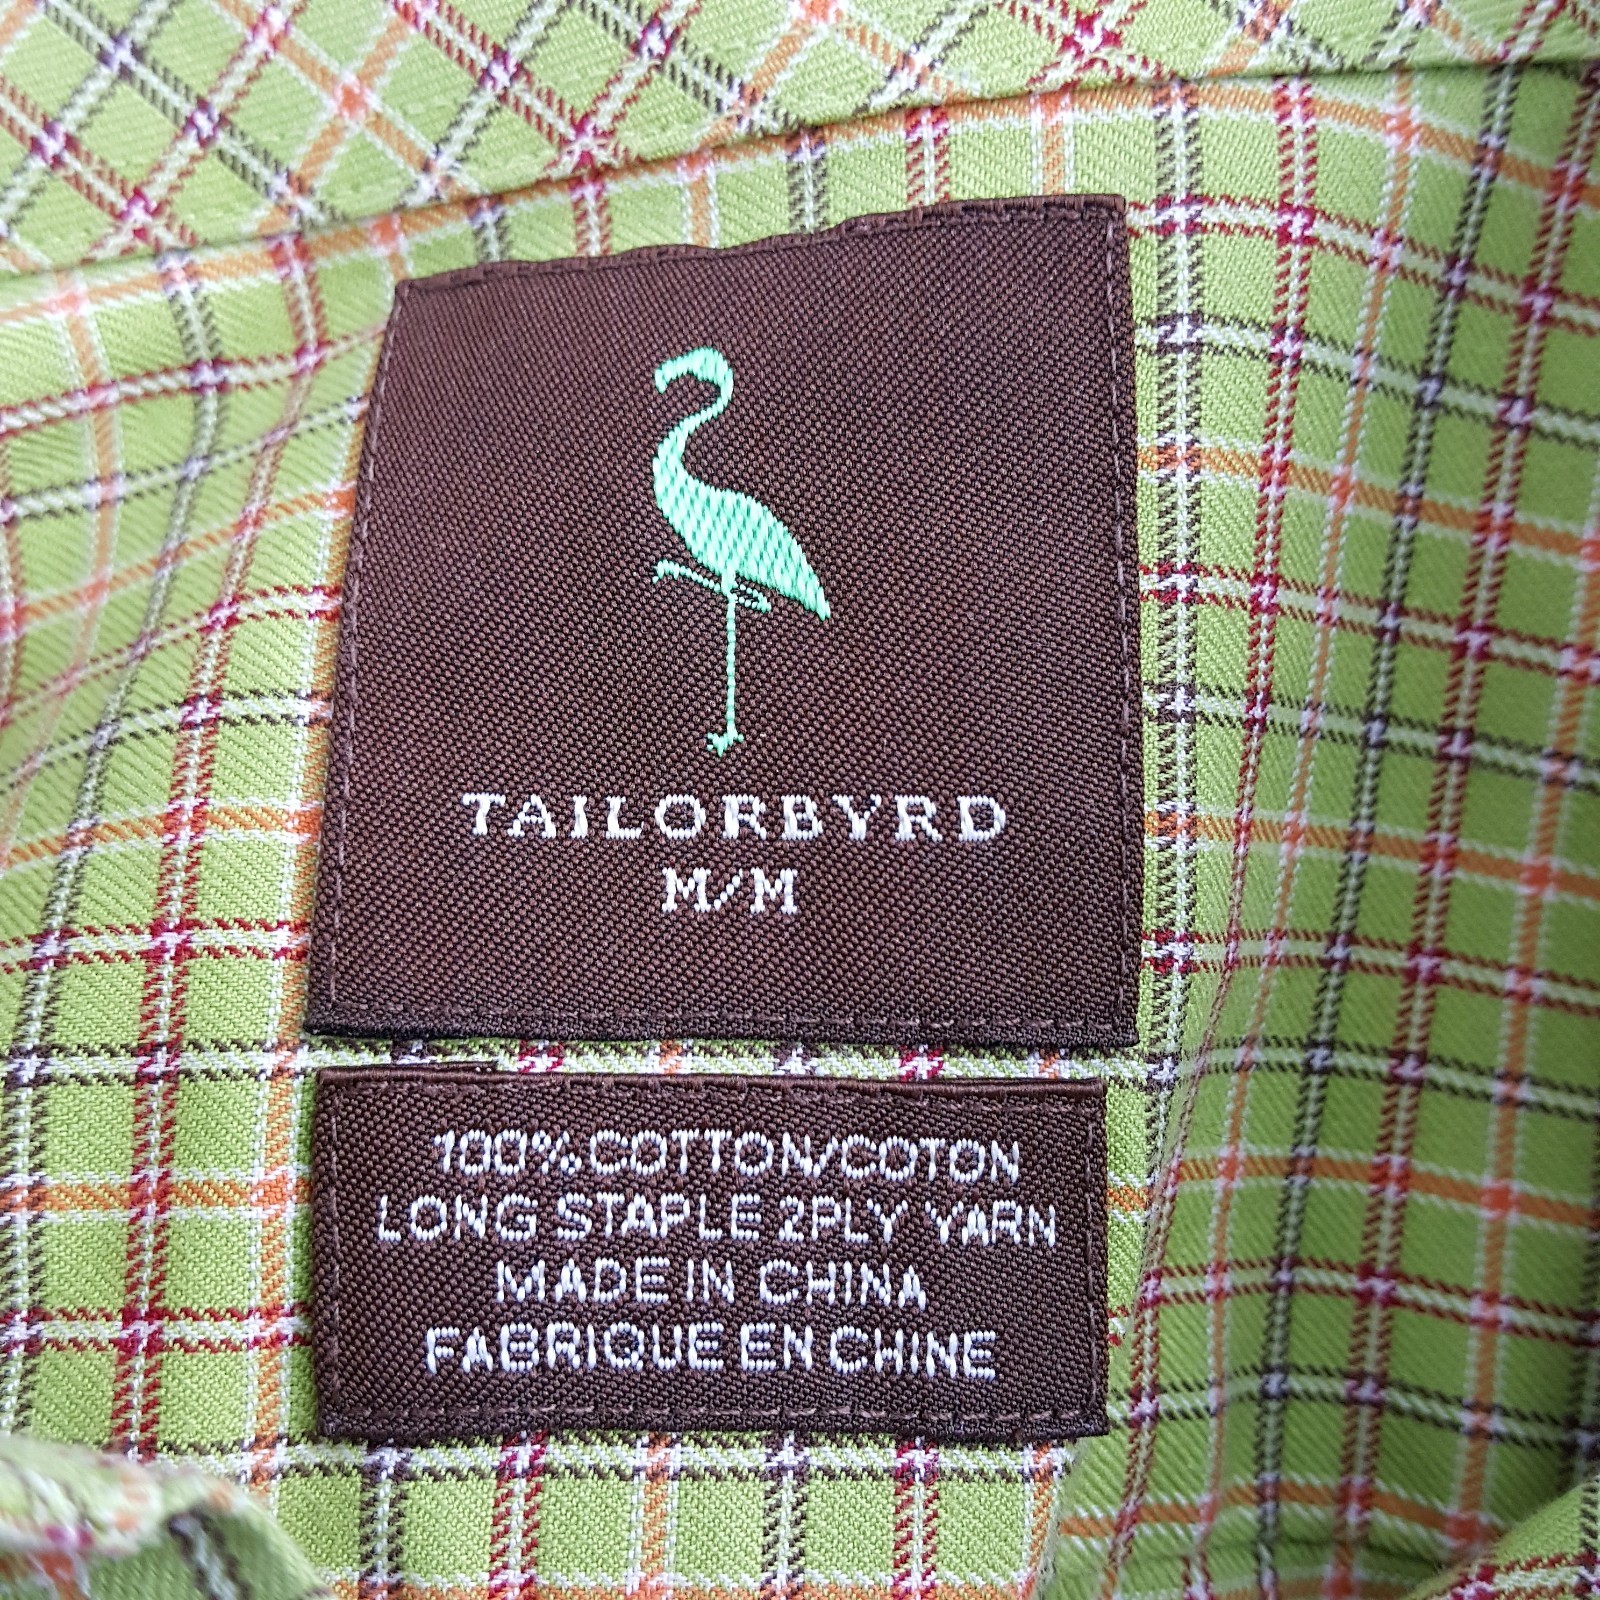 TAILORBYRD
M/M
100% COTTON/COTON
LONG STAPLE 2PLY YARN
MADE IN CHINA
FABRIQUE EN CHINE